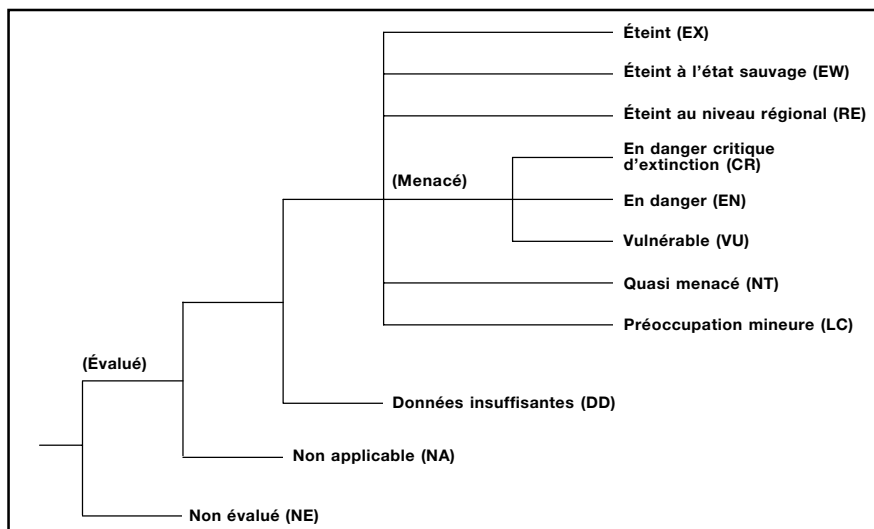 Éteint (EX)
Éteint à l’état sauvage (EW)
Éteint au niveau régional (RE)
En danger critique
d’extinction (CR)
(Menacé)
En danger (EN)
Vulnérable (VU)
Quasi menacé (NT)
Préoccupation mineure (LC)
(Évalué)
Données insuffisantes (DD)
Non applicable (NA)
Non évalué (NE)